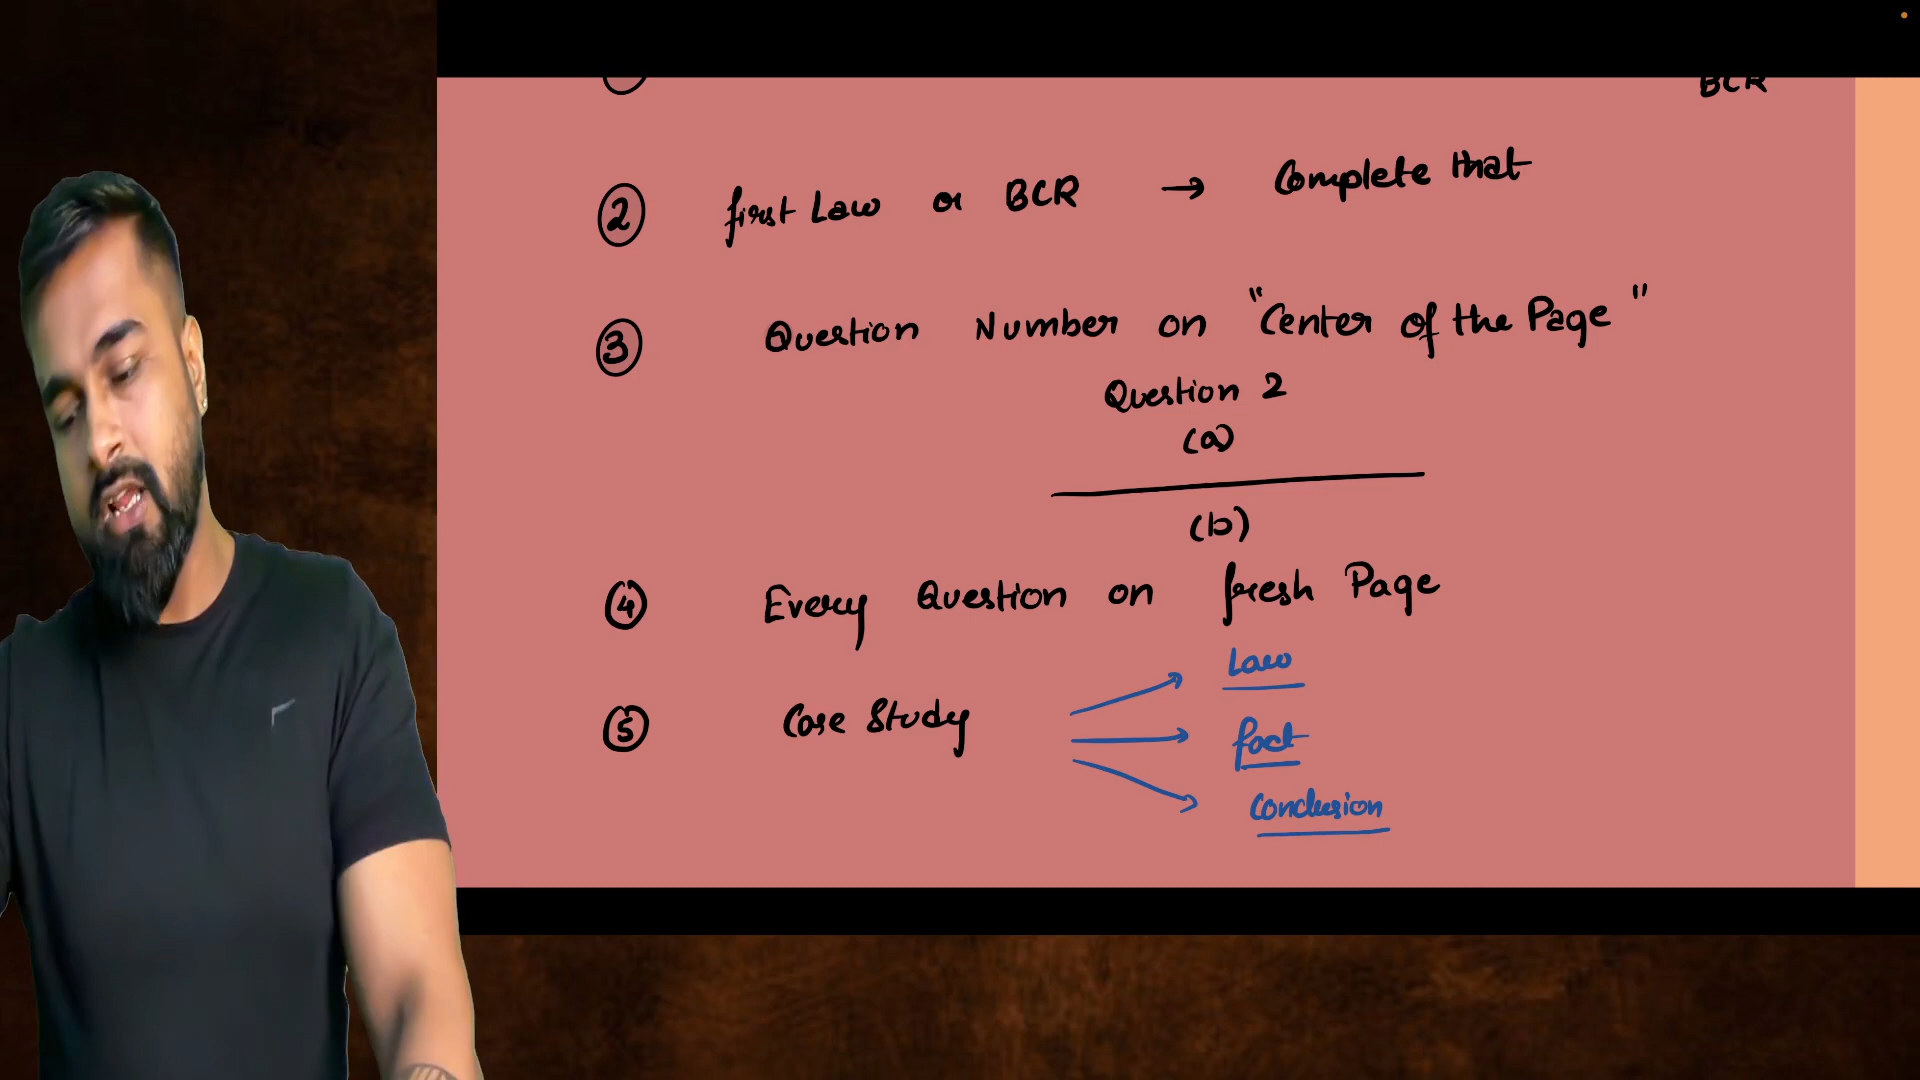 BCR
2 First Law or BCR → Complete that
3 Question Number on "Center of the Page"
Question 2
(a)
(b)
4 Every Question on fresh Page
Law
5 Case Study
fact
Conclusion